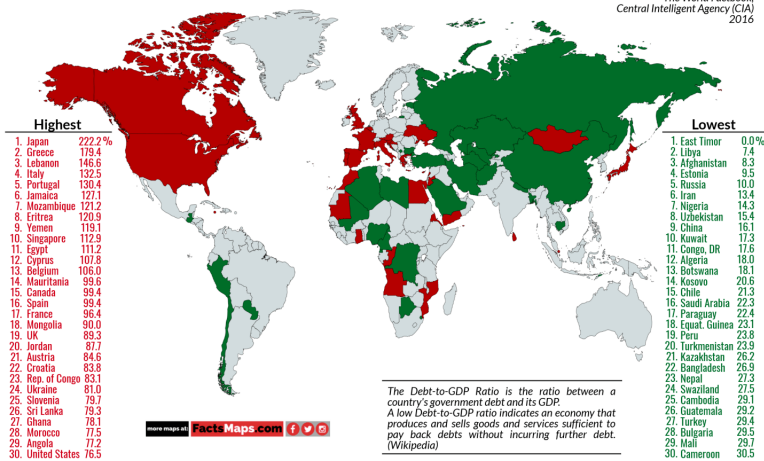 The World Factbook,
Central Intelligent Agency (CIA)
2016
Highest
1. Japan 222.2 %
2. Greece 179.4
3. Lebanon 146.6
4. Italy 132.5
5. Portugal 130.4
6. Jamaica 127.1
7. Mozambique 121.2
8. Eritrea 120.9
9. Yemen 119.1
10. Singapore 112.9
11. Egypt 111.2
12. Cyprus 107.8
13. Belgium 106.0
14. Mauritania 99.6
15. Canada 99.4
16. Spain 99.4
17. France 96.4
18. Mongolia 90.0
19. UK 89.3
20. Jordan 87.7
21. Austria 84.6
22. Croatia 83.8
23. Rep. of Congo 83.1
24. Ukraine 81.0
25. Slovenia 79.7
26. Sri Lanka 79.3
27. Ghana 78.1
28. Morocco 77.5
29. Angola 77.2
30. United States 76.5
Lowest
1. East Timor 0.0 %
2. Libya 7.4
3. Afghanistan 8.3
4. Estonia 9.5
5. Russia 10.0
6. Iran 13.4
7. Nigeria 14.3
8. Uzbekistan 15.4
9. China 16.1
10. Kuwait 17.3
11. Congo, DR 17.6
12. Algeria 18.0
13. Botswana 18.1
14. Kosovo 20.6
15. Chile 21.3
16. Saudi Arabia 22.3
17. Paraguay 22.4
18. Equat. Guinea 23.1
19. Peru 23.8
20. Turkmenistan 23.9
21. Kazakhstan 26.2
22. Bangladesh 26.9
23. Nepal 27.3
24. Swaziland 27.5
25. Cambodia 29.1
26. Guatemala 29.2
27. Turkey 29.4
28. Bulgaria 29.5
29. Mali 29.7
30. Cameroon 30.5
The Debt-to-GDP Ratio is the ratio between a
country's government debt and its GDP.
A low Debt-to-GDP ratio indicates an economy that
produces and sells goods and services sufficient to
pay back debts without incurring further debt.
(Wikipedia)
more maps at: FactsMaps.com